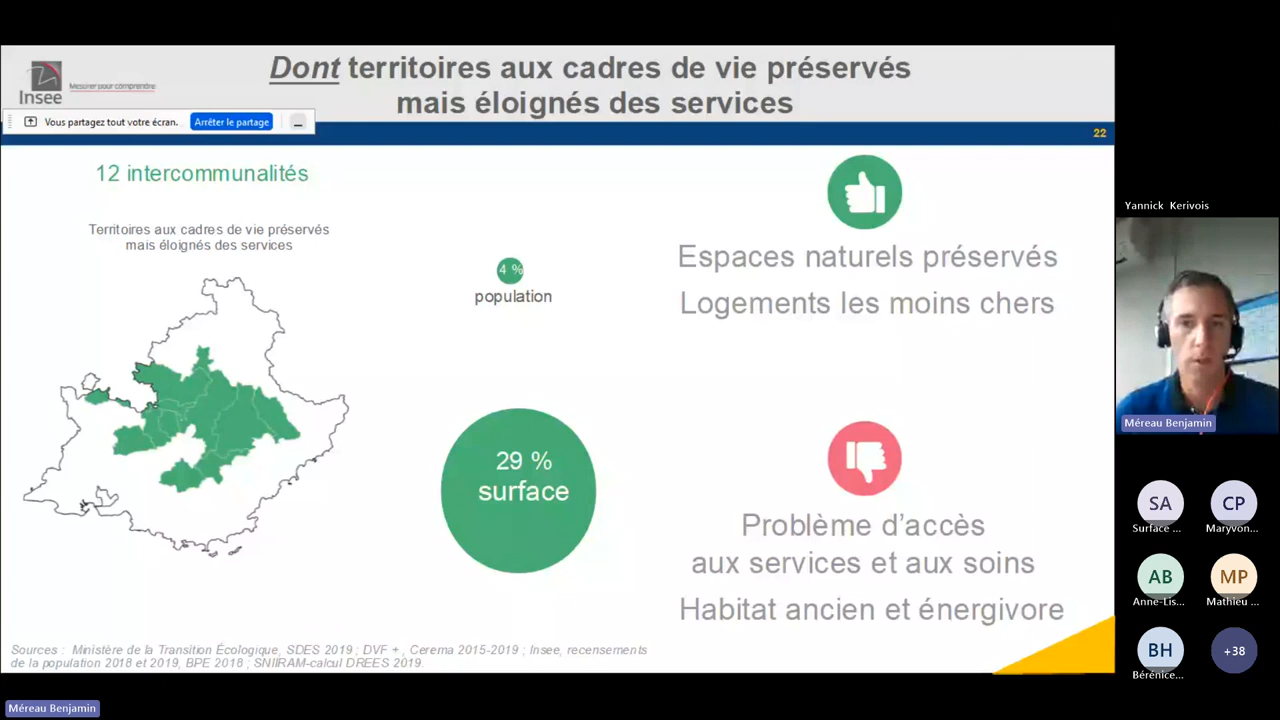 Dont territoires aux cadres de vie préservés
mais éloignés des services
Insee
Mesurer pour comprendre
Vous partagez tout votre écran.
Arrêter le partage
22
12 intercommunalités
Territoires aux cadres de vie préservés
mais éloignés des services
4 %
population
29 %
surface
Espaces naturels préservés
Logements les moins chers
Problème d'accès
aux services et aux soins
Habitat ancien et énergivore
Sources : Ministère de la Transition Écologique, SDES 2019 ; DVF + , Cerema 2015-2019 ; Insee, recensements
de la population 2018 et 2019, BPE 2018 ; SNIIRAM-calcul DREES 2019.
Yannick Kerivois
Méreau Benjamin
SA
Surface ...
CP
Maryvon...
AB
Anne-Lis...
MP
Mathieu ...
BH
Bérénice...
+38
Méreau Benjamin